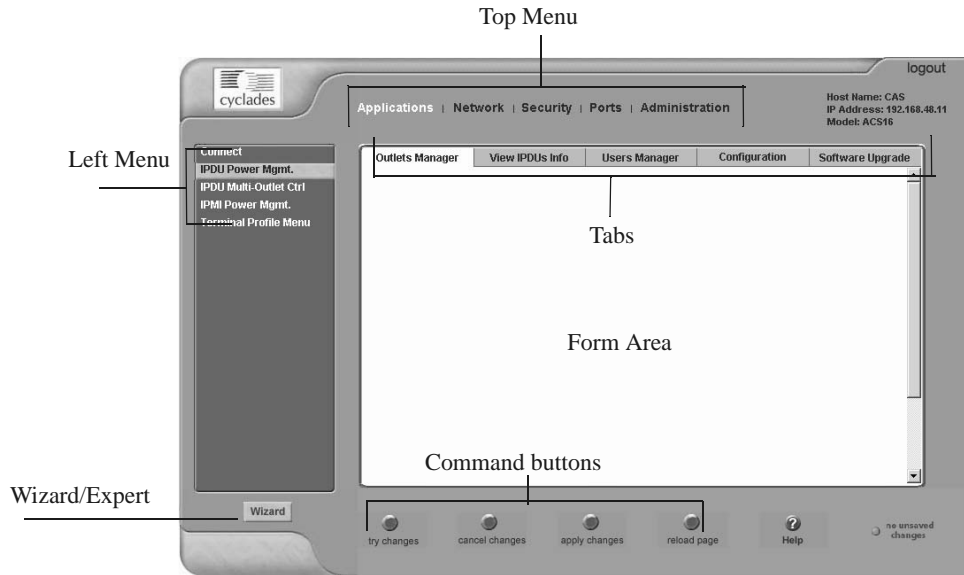 Top Menu
logout
cyclades
Applications | Network | Security | Ports | Administration
Host Name: CAS
IP Address: 192.168.48.11
Model: ACS16
Left Menu
Connect
IPDU Power Mgmt.
IPDU Multi-Outlet Ctrl
IPMI Power Mgmt.
Terminal Profile Menu
Outlets Manager
View IPDUs Info
Users Manager
Configuration
Software Upgrade
Tabs
Form Area
Command buttons
Wizard/Expert
Wizard
try changes
cancel changes
apply changes
reload page
Help
no unsaved
changes